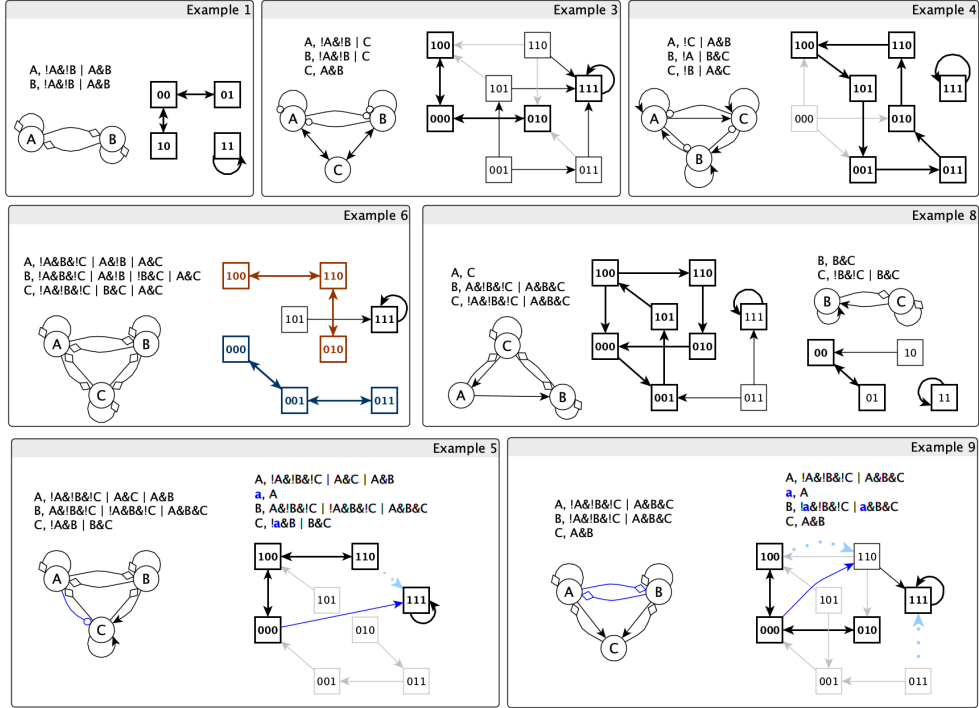 Example 1
A, !A&!B | A&B
B, !A&!B | A&B
A
B
00
01
10
11
Example 3
A, !A&!B | C
B, !A&!B | C
C, A&B
A
B
C
100
110
101
111
000
010
001
011
Example 4
A, !C | A&B
B, !A | B&C
C, !B | A&C
A
C
B
100
110
101
111
000
010
001
011
Example 6
A, !A&B&!C | A&!B | A&C
B, !A&B&!C | A&!B | !B&C | A&C
C, !A&!B&!C | B&C | A&C
A
B
C
100
110
101
111
000
010
001
011
Example 8
A, C
B, A&!B&!C | A&B&C
C, !A&!B&!C | A&B&C
C
A
B
100
110
101
111
000
010
001
011
B, B&C
C, !B&!C | B&C
B
C
00
10
01
11
Example 5
A, !A&!B&!C | A&C | A&B
B, A&!B&!C | !A&B&!C | A&B&C
C, !A&B | B&C
A
B
C
A, !A&!B&!C | A&C | A&B
a, A
B, A&!B&!C | !A&B&!C | A&B&C
C, !a&B | B&C
100
110
101
111
000
010
001
011
Example 9
A, !A&!B&!C | A&B&C
B, !A&!B&!C | A&B&C
C, A&B
A
B
C
A, !A&!B&!C | A&B&C
a, A
B, !a&!B&!C | a&B&C
C, A&B
100
110
101
111
000
010
001
011